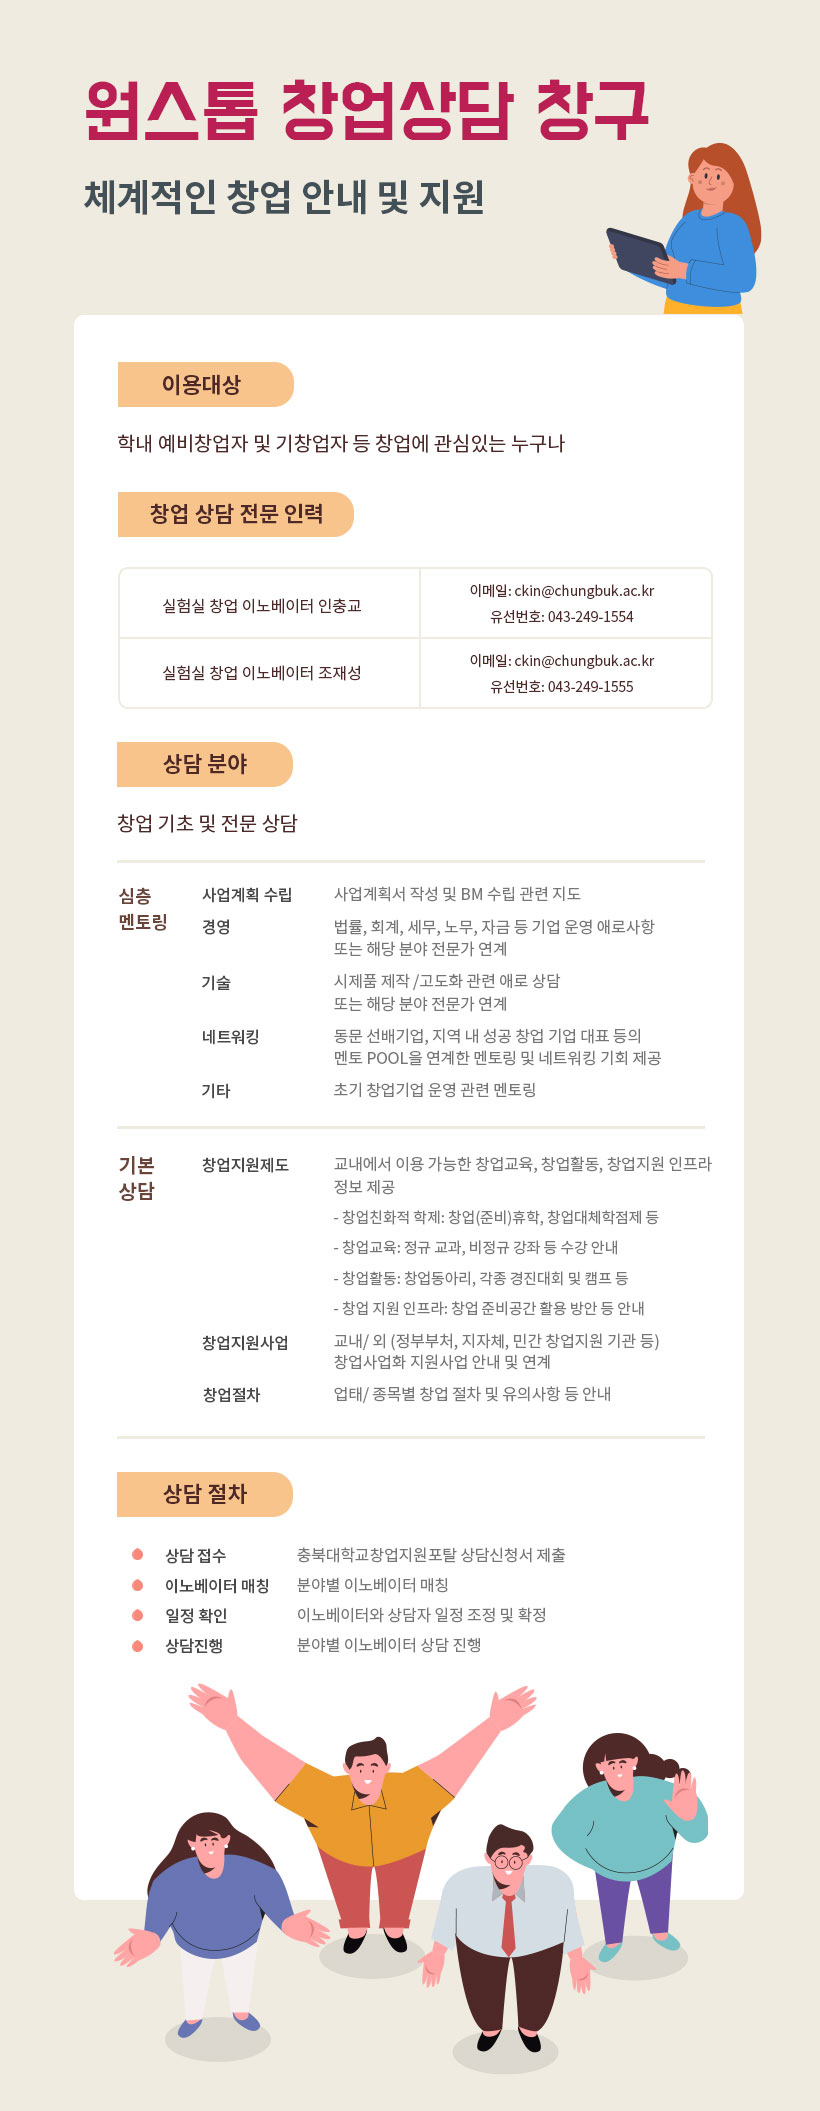 원스톱 창업상담 창구
체계적인 창업 안내 및 지원
이용대상
학내 예비창업자 및 기창업자 등 창업에 관심있는 누구나
창업 상담 전문 인력
실험실 창업 이노베이터 인충교
이메일: ckin@chungbuk.ac.kr
유선번호: 043-249-1554
실험실 창업 이노베이터 조재성
이메일: ckin@chungbuk.ac.kr
유선번호: 043-249-1555
상담 분야
창업 기초 및 전문 상담
심층
멘토링
사업계획 수립
사업계획서 작성 및 BM 수립 관련 지도
경영
법률, 회계, 세무, 노무, 자금 등 기업 운영 애로사항
또는 해당 분야 전문가 연계
기술
시제품 제작 /고도화 관련 애로 상담
또는 해당 분야 전문가 연계
네트워킹
동문 선배기업, 지역 내 성공 창업 기업 대표 등의
멘토 POOL을 연계한 멘토링 및 네트워킹 기회 제공
기타
초기 창업기업 운영 관련 멘토링
기본
상담
창업지원제도
교내에서 이용 가능한 창업교육, 창업활동, 창업지원 인프라
정보 제공
- 창업친화적 학제: 창업(준비)휴학, 창업대체학점제 등
- 창업교육: 정규 교과, 비정규 강좌 등 수강 안내
- 창업활동: 창업동아리, 각종 경진대회 및 캠프 등
- 창업 지원 인프라: 창업 준비공간 활용 방안 등 안내
창업지원사업
교내/ 외 (정부부처, 지자체, 민간 창업지원 기관 등)
창업사업화 지원사업 안내 및 연계
창업절차
업태/ 종목별 창업 절차 및 유의사항 등 안내
상담 절차
상담 접수 충북대학교창업지원포탈 상담신청서 제출
이노베이터 매칭 분야별 이노베이터 매칭
일정 확인 이노베이터와 상담자 일정 조정 및 확정
상담진행 분야별 이노베이터 상담 진행